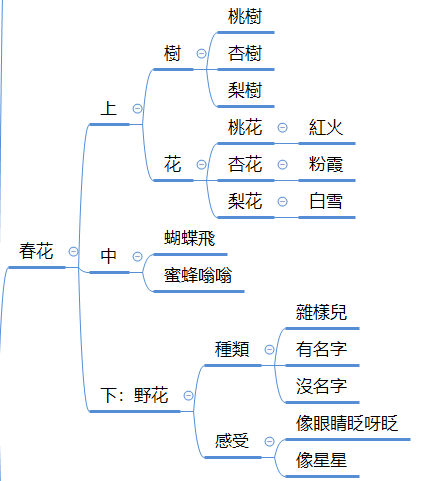 春花
上
樹
桃樹
杏樹
梨樹
花
桃花
紅火
杏花
粉霞
梨花
白雪
中
蝴蝶飛
蜜蜂嗡嗡
下：野花
種類
雜樣兒
有名字
沒名字
感受
像眼睛眨呀眨
像星星